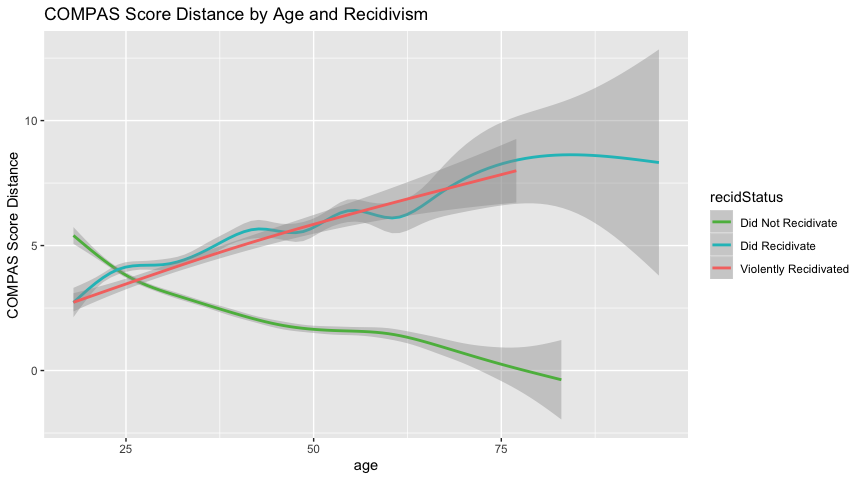 COMPAS Score Distance by Age and Recidivism
COMPAS Score Distance
10
5
0
25
50
75
age
recidStatus
Did Not Recidivate
Did Recidivate
Violently Recidivated